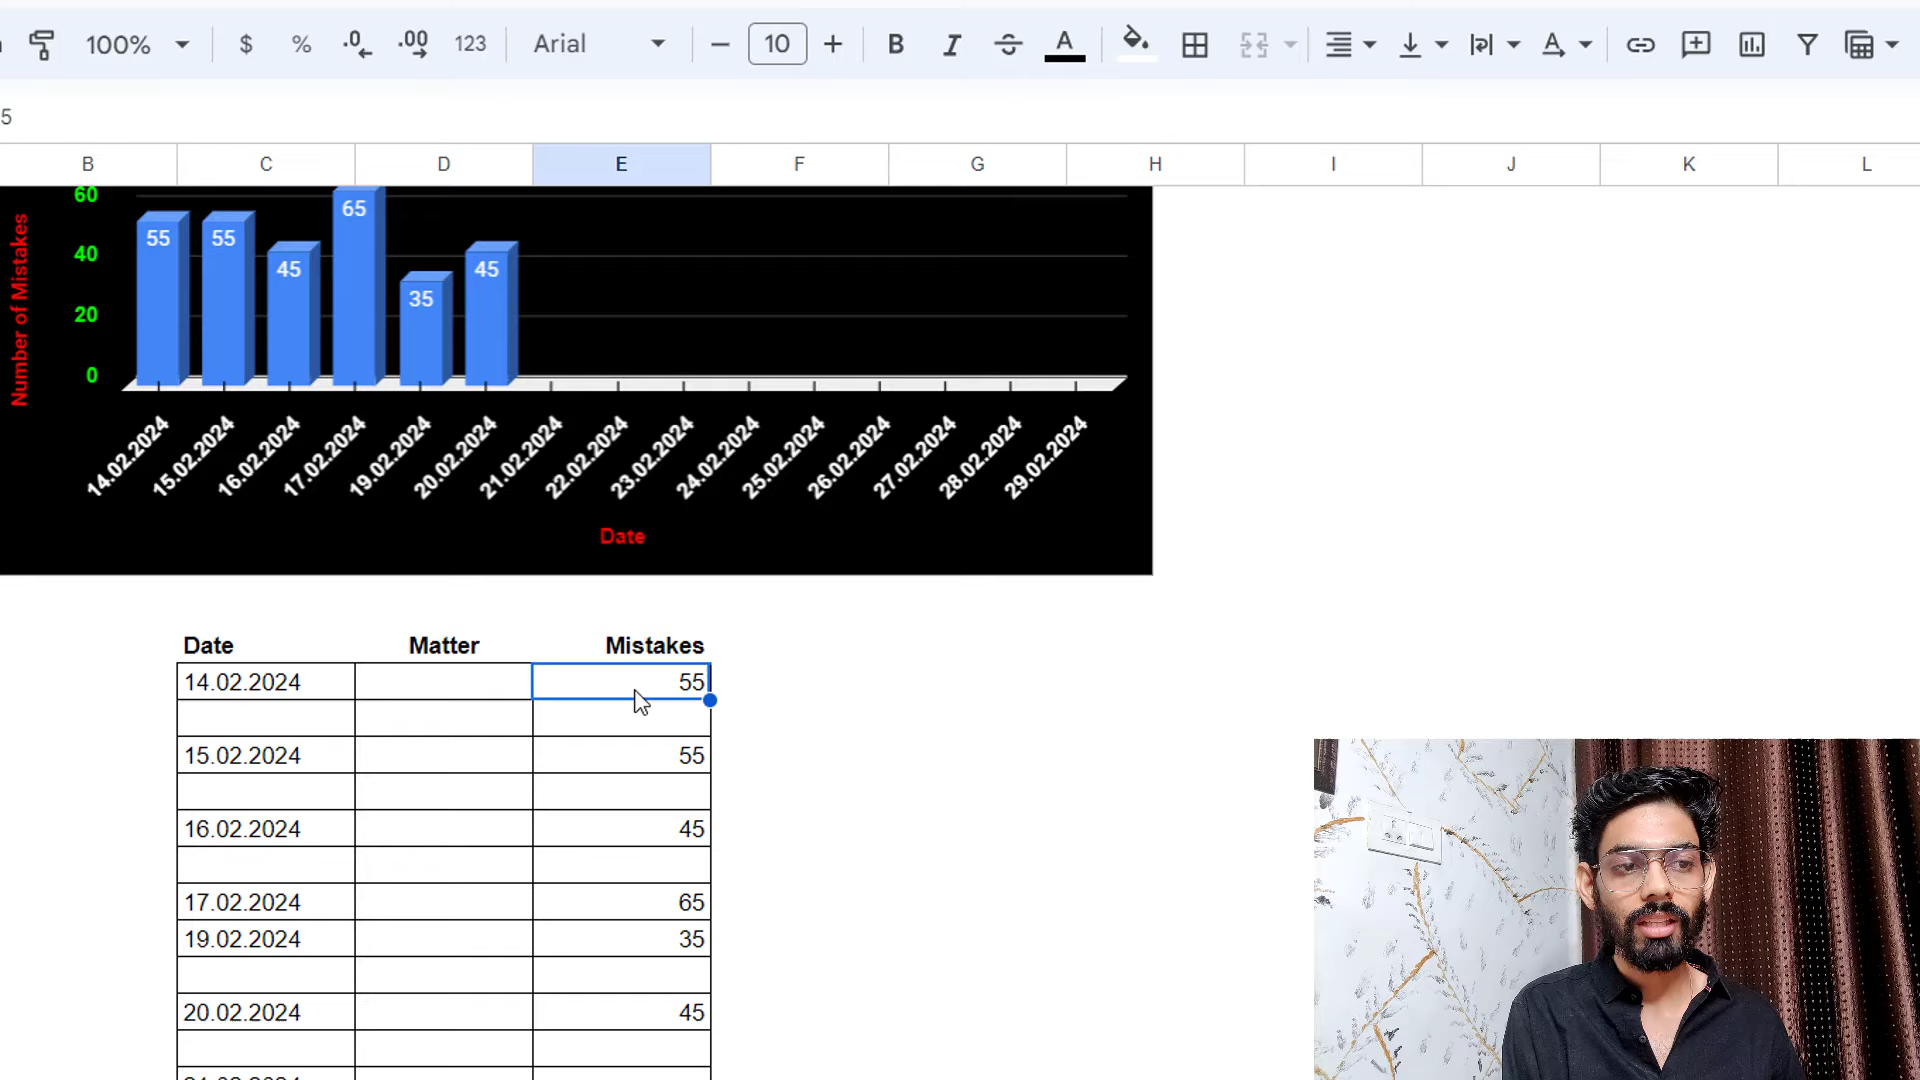 100% $ % .0 .00 123 Arial 10 B I A A
5
B C D E F G H I J K L
60
40
20
0
Number of Mistakes
55 55 45 65 35 45
14.02.2024 15.02.2024 16.02.2024 17.02.2024 19.02.2024 20.02.2024 21.02.2024 22.02.2024 23.02.2024 24.02.2024 25.02.2024 26.02.2024 27.02.2024 28.02.2024 29.02.2024
Date
Date Matter Mistakes
14.02.2024 55
15.02.2024 55
16.02.2024 45
17.02.2024 65
19.02.2024 35
20.02.2024 45